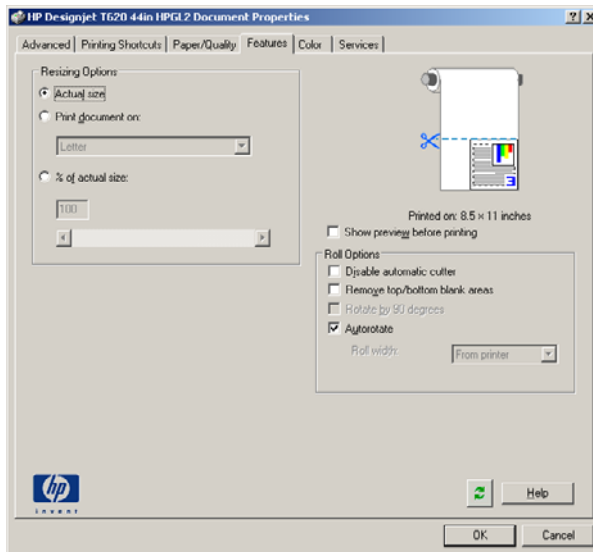 HP Designjet T620 44in HPGL2 Document Properties
Advanced Printing Shortcuts Paper/Quality Features Color Services
Resizing Options
Actual size
Print document on:
Letter
% of actual size:
100
Printed on: 8.5 × 11 inches
Show preview before printing
Roll Options
Disable automatic cutter
Remove top/bottom blank areas
Rotate by 90 degrees
Autorotate
Roll width: From printer
hp
invent
Help
OK Cancel